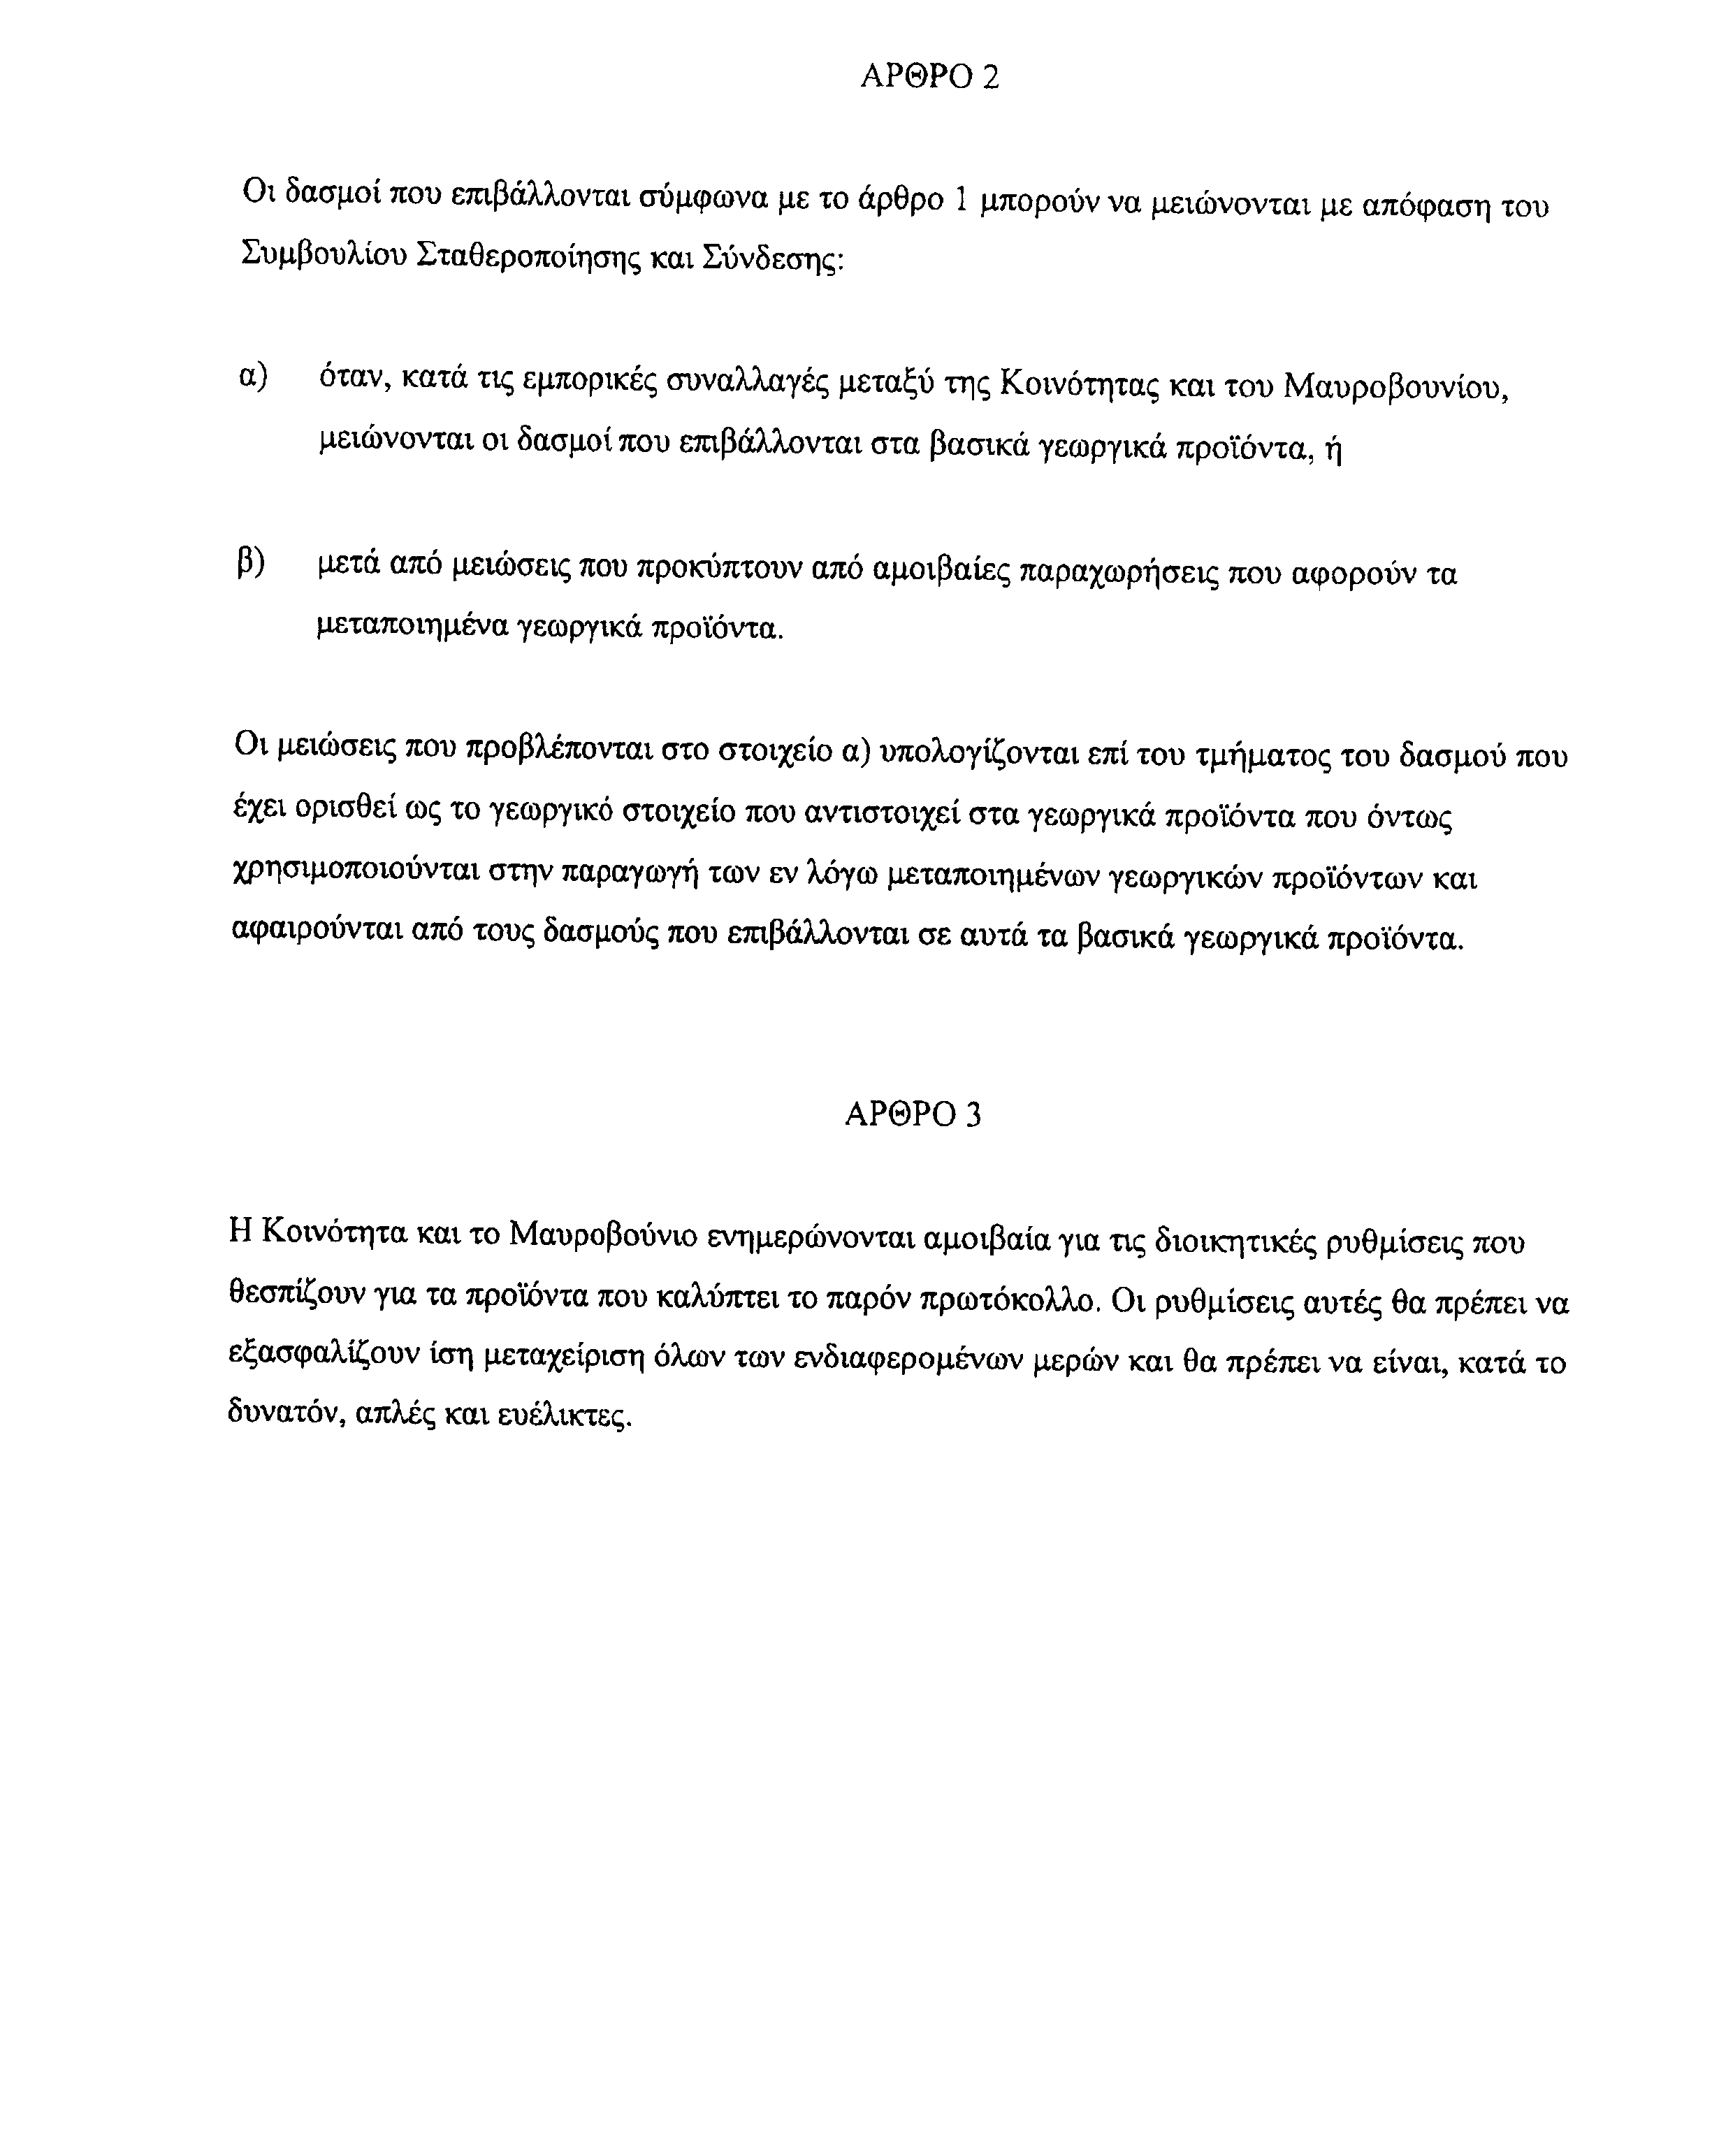 ΑΡΘΡΟ 2
Οι δασμοί που επιβάλλονται σύμφωνα με το άρθρο 1 μπορούν να μειώνονται με απόφαση του
Συμβουλίου Σταθεροποίησης και Σύνδεσης:
α) όταν, κατά τις εμπορικές συναλλαγές μεταξύ της Κοινότητας και του Μαυροβουνίου,
μειώνονται οι δασμοί που επιβάλλονται στα βασικά γεωργικά προϊόντα, ή
β) μετά από μειώσεις που προκύπτουν από αμοιβαίες παραχωρήσεις που αφορούν τα
μεταποιημένα γεωργικά προϊόντα.
Οι μειώσεις που προβλέπονται στο στοιχείο α) υπολογίζονται επί του τμήματος του δασμού που
έχει ορισθεί ως το γεωργικό στοιχείο που αντιστοιχεί στα γεωργικά προϊόντα που όντως
χρησιμοποιούνται στην παραγωγή των εν λόγω μεταποιημένων γεωργικών προϊόντων και
αφαιρούνται από τους δασμούς που επιβάλλονται σε αυτά τα βασικά γεωργικά προϊόντα.
ΑΡΘΡΟ 3
Η Κοινότητα και το Μαυροβούνιο ενημερώνονται αμοιβαία για τις διοικητικές ρυθμίσεις που
θεσπίζουν για τα προϊόντα που καλύπτει το παρόν πρωτόκολλο. Οι ρυθμίσεις αυτές θα πρέπει να
εξασφαλίζουν ίση μεταχείριση όλων των ενδιαφερομένων μερών και θα πρέπει να είναι, κατά το
δυνατόν, απλές και ευέλικτες.